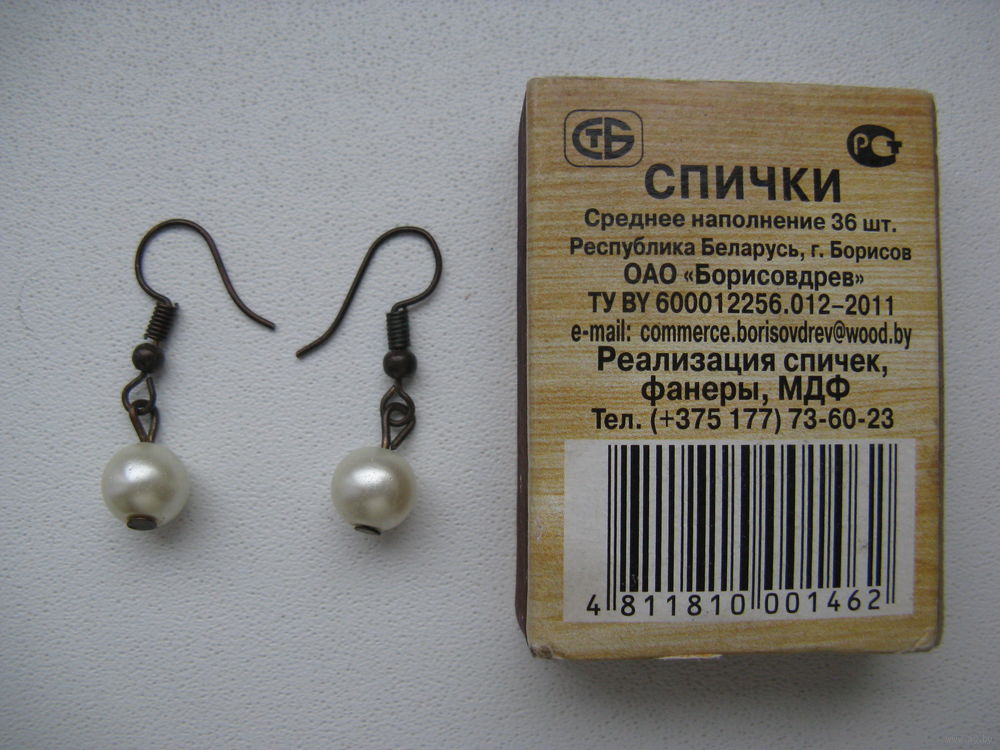 СТБ РСТ
СПИЧКИ
Среднее наполнение 36 шт.
Республика Беларусь, г. Борисов
ОАО «Борисовдрев»
ТУ BY 600012256.012–2011
e-mail: commerce.borisovdrev@wood.by
Реализация спичек,
фанеры, МДФ
Тел. (+375 177) 73-60-23
4 811810 001462